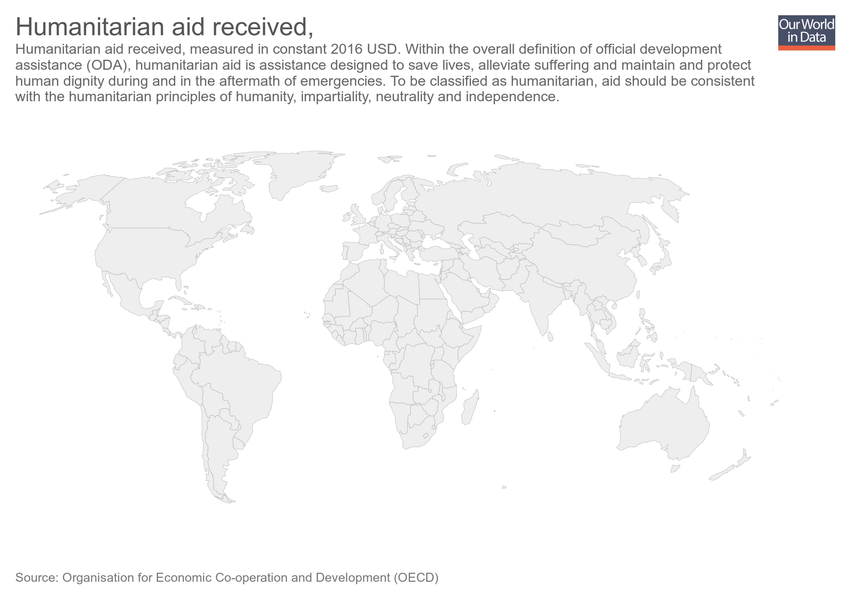 Humanitarian aid received,
Our World
in Data
Humanitarian aid received, measured in constant 2016 USD. Within the overall definition of official development
assistance (ODA), humanitarian aid is assistance designed to save lives, alleviate suffering and maintain and protect
human dignity during and in the aftermath of emergencies. To be classified as humanitarian, aid should be consistent
with the humanitarian principles of humanity, impartiality, neutrality and independence.
Source: Organisation for Economic Co-operation and Development (OECD)